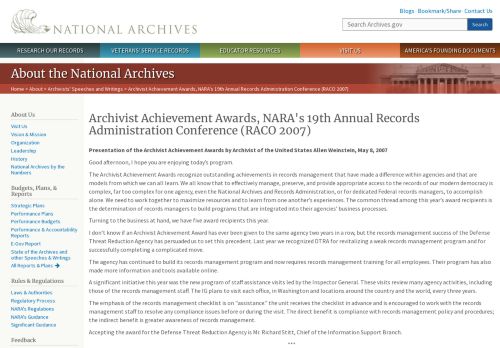 Blogs · Bookmark/Share · Contact Us
NATIONAL ARCHIVES
Search Archives.gov
Search
RESEARCH OUR RECORDS
VETERANS' SERVICE RECORDS
EDUCATOR RESOURCES
VISIT US
AMERICA'S FOUNDING DOCUMENTS
About the National Archives
Home > About > Archivists' Speeches and Writings > Archivist Achievement Awards, NARA's 19th Annual Records Administration Conference (RACO 2007)
About Us
Visit Us
Vision & Mission
Organization
Leadership
History
National Archives by the
Numbers
Budgets, Plans, &
Reports
Strategic Plans
Performance Plans
Performance Budgets
Performance & Accountability
Reports
E-Gov Report
State of the Archives and
other Speeches & Writings
All Reports & Plans
Rules & Regulations
Laws & Authorities
Regulatory Process
NARA's Regulations
NARA's Guidance
Significant Guidance
Feedback
Archivist Achievement Awards, NARA's 19th Annual Records
Administration Conference (RACO 2007)
Presentation of the Archivist Achievement Awards by Archivist of the United States Allen Weinstein, May 8, 2007
Good afternoon, I hope you are enjoying today's program.
The Archivist Achievement Awards recognize outstanding achievements in records management that have made a difference within agencies and that are
models from which we can all learn. We all know that to effectively manage, preserve, and provide appropriate access to the records of our modern democracy is
complex, far too complex for one agency, even the National Archives and Records Administration, or for dedicated Federal records managers, to accomplish
alone. We need to work together to maximize resources and to learn from one another's experiences. The common thread among this year's award recipients is
the determination of records managers to build programs that are integrated into their agencies' business processes.
Turning to the business at hand, we have five award recipients this year.
I don't know if an Archivist Achievement Award has ever been given to the same agency two years in a row, but the records management success of the Defense
Threat Reduction Agency has persuaded us to set this precedent. Last year we recognized DTRA for revitalizing a weak records management program and for
successfully completing a complicated move.
The agency has continued to build its records management program and now requires records management training for all employees. Their program has also
made more information and tools available online.
A significant initiative this year was the new program of staff assistance visits led by the Inspector General. These visits review many agency activities, including
those of the records management staff. The IG plans to visit each office, in Washington and at locations around the country and the world, every three years.
The emphasis of the records management checklist is on "assistance" the unit receives the checklist in advance and is encouraged to work with the records
management staff to resolve any compliance issues before or during the visit. The direct benefit is compliance with records management policy and procedures;
the indirect benefit is greater awareness of records management.
Accepting the award for the Defense Threat Reduction Agency is Mr. Richard Stitt, Chief of the Information Support Branch.
***